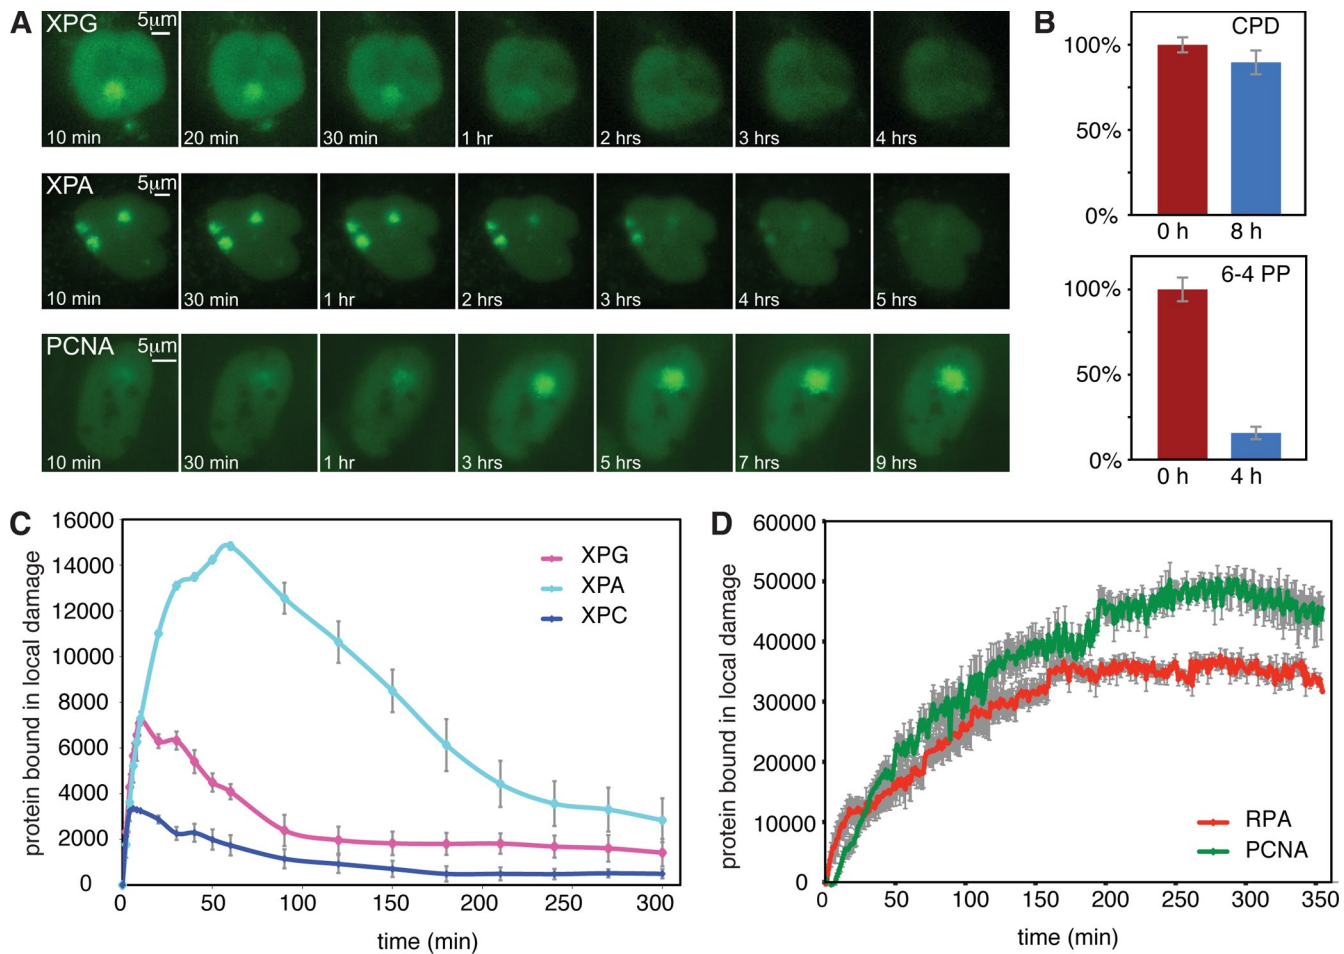 A
XPG
5µm
10 min
20 min
30 min
1 hr
2 hrs
3 hrs
4 hrs
XPA
5µm
10 min
30 min
1 hr
2 hrs
3 hrs
4 hrs
5 hrs
PCNA
5µm
10 min
30 min
1 hr
3 hrs
5 hrs
7 hrs
9 hrs
B
CPD
100%
50%
0%
0 h
8 h
6-4 PP
100%
50%
0%
0 h
4 h
C
protein bound in local damage
16000
14000
12000
10000
8000
6000
4000
2000
0
XPG
XPA
XPC
0
50
100
150
200
250
300
time (min)
D
protein bound in local damage
60000
50000
40000
30000
20000
10000
0
RPA
PCNA
0
50
100
150
200
250
300
350
time (min)